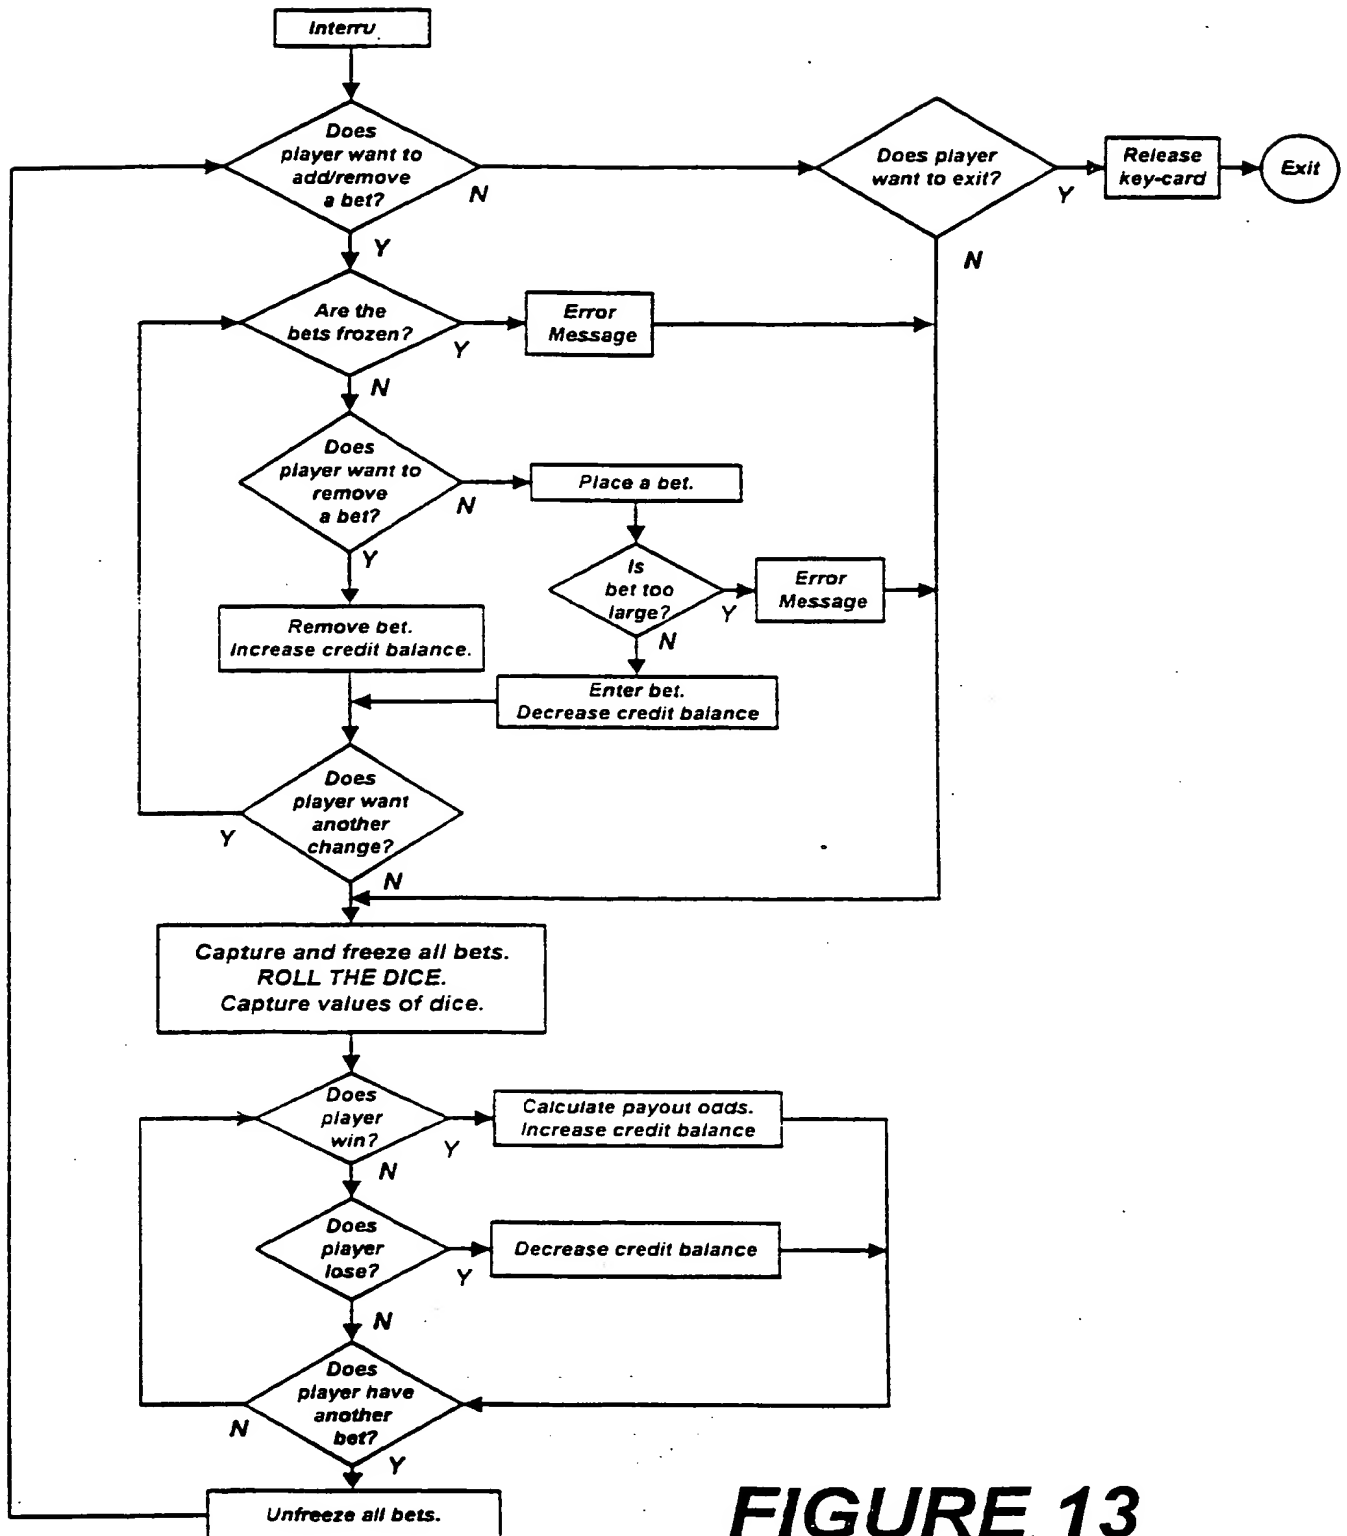 Interru
Does
player want to
add/remove
a bet?
N
Y
Does player
want to exit?
Y
N
Release
key-card
Exit
Are the
bets frozen?
Y
N
Error
Message
Does
player want to
remove
a bet?
N
Y
Place a bet.
Is
bet too
large?
Y
N
Error
Message
Remove bet.
Increase credit balance.
Enter bet.
Decrease credit balance
Does
player want
another
change?
Y
N
Capture and freeze all bets.
ROLL THE DICE.
Capture values of dice.
Does
player
win?
Y
N
Calculate payout odds.
Increase credit balance
Does
player
lose?
Y
N
Decrease credit balance
Does
player have
another
bet?
N
Y
Unfreeze all bets.
FIGURE 13